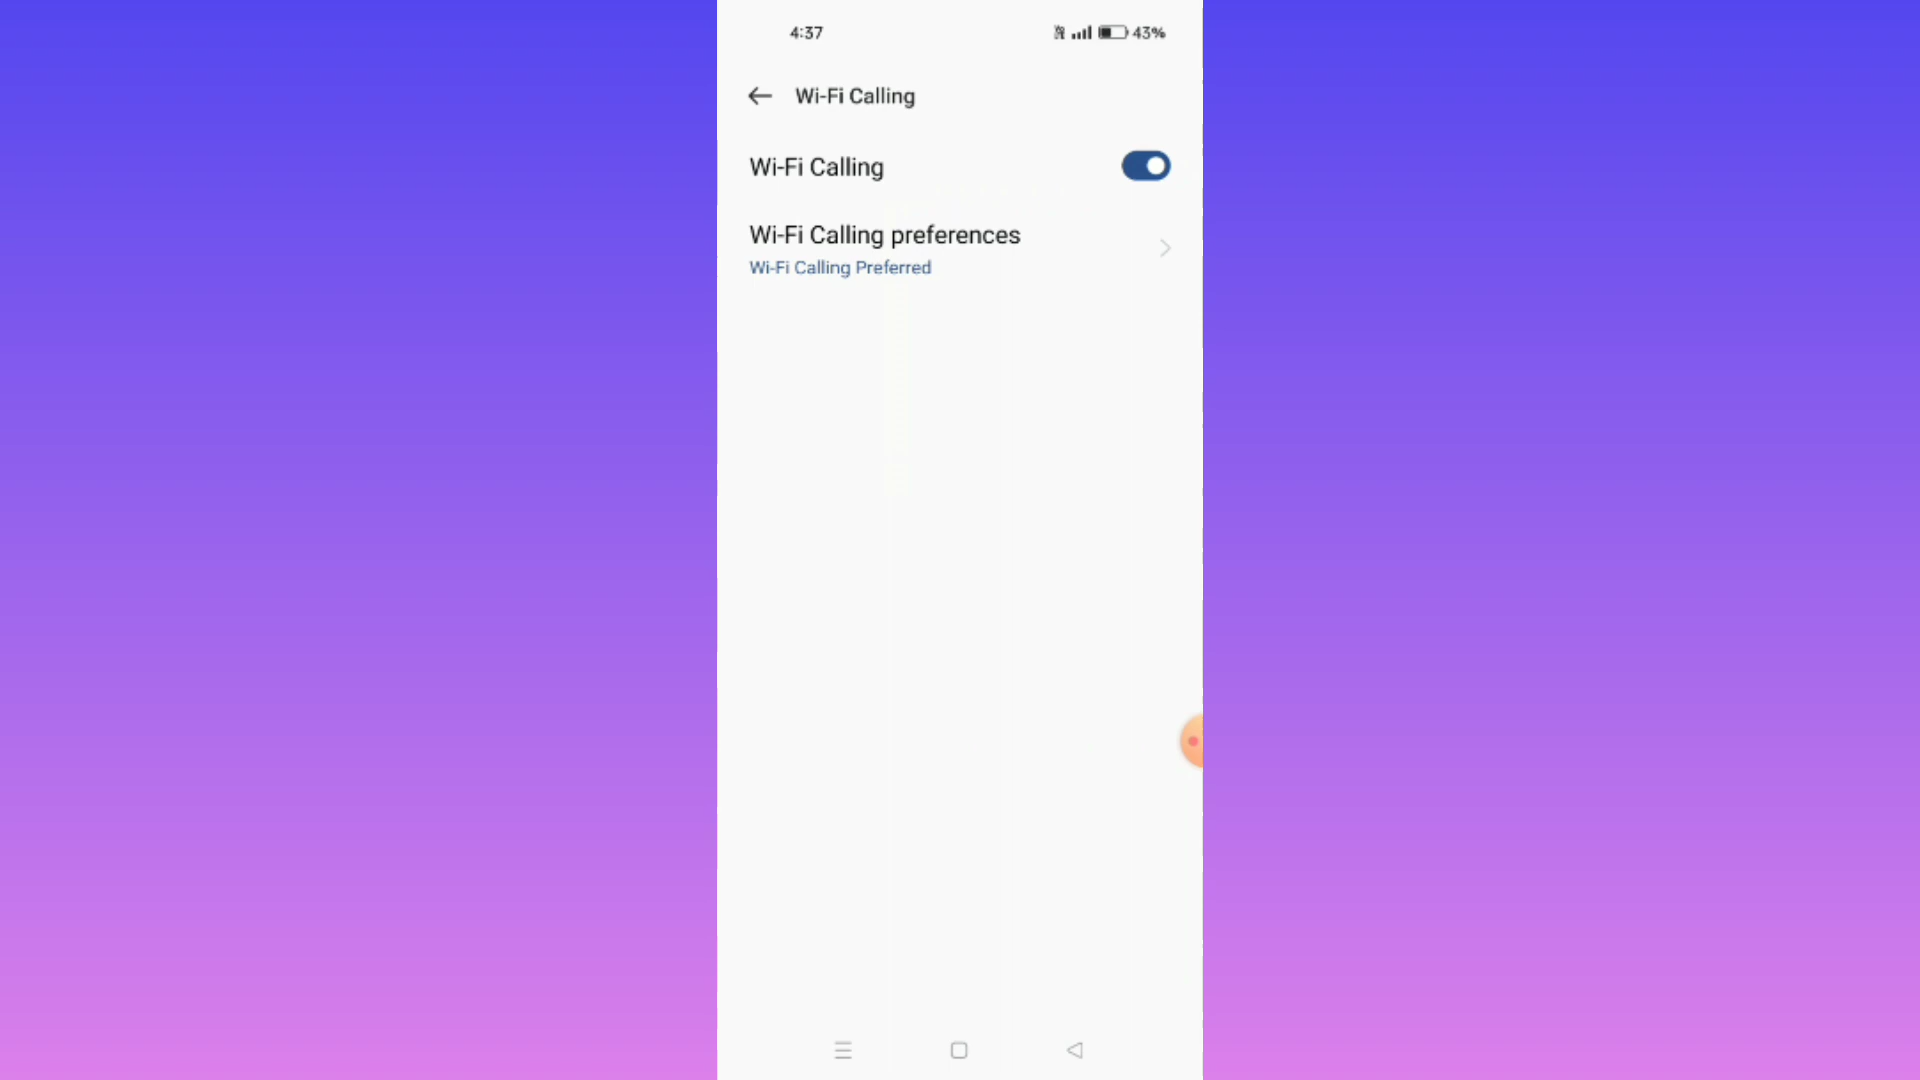 4:37 43%
Wi-Fi Calling
Wi-Fi Calling
Wi-Fi Calling preferences
Wi-Fi Calling Preferred